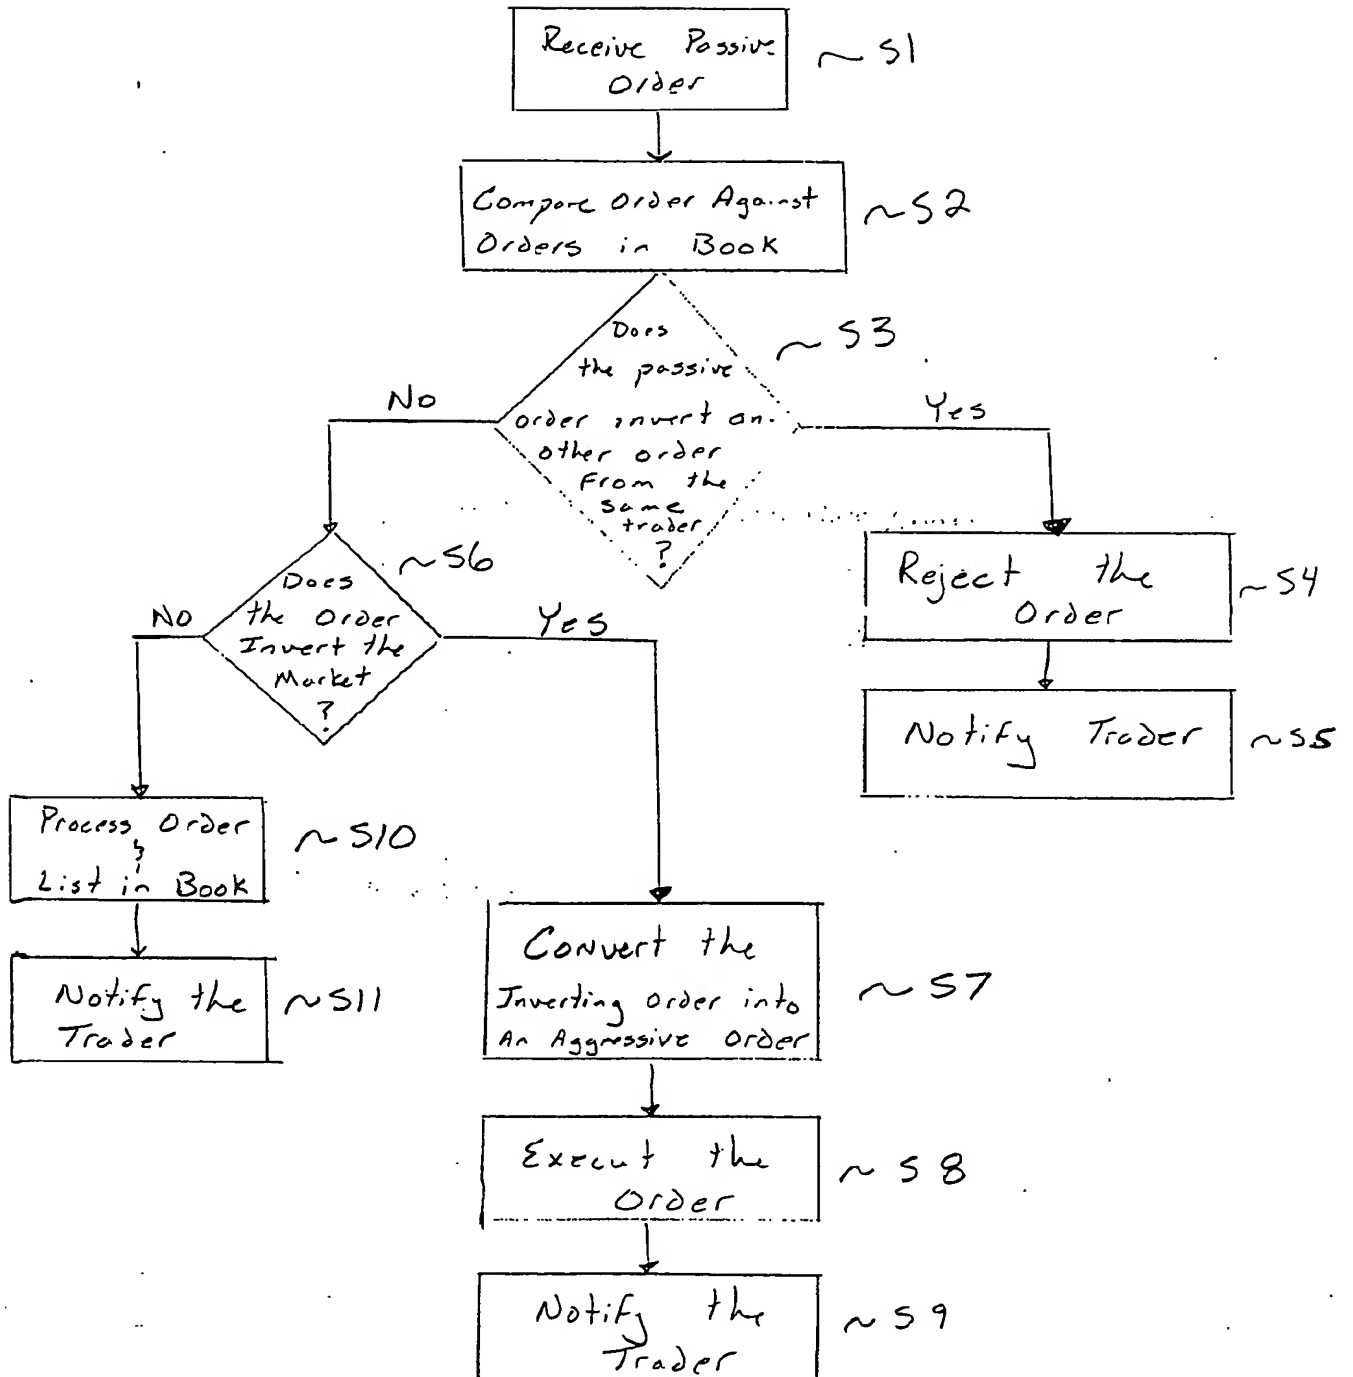 Receive Passive
Order
~ S1
Compare Order Against
Orders in Book
~ S2
Does
the passive
order invert an-
other order
From the
same
trader
?
~ S3
No
Yes
Reject the
Order
~ S4
Notify Trader
~ S5
Does
the Order
Invert the
Market
?
~ S6
No
Yes
Process Order
&
List in Book
~ S10
Notify the
Trader
~ S11
Convert the
Inverting order into
An Aggressive Order
~ S7
Execut the
Order
~ S8
Notify the
Trader
~ S9